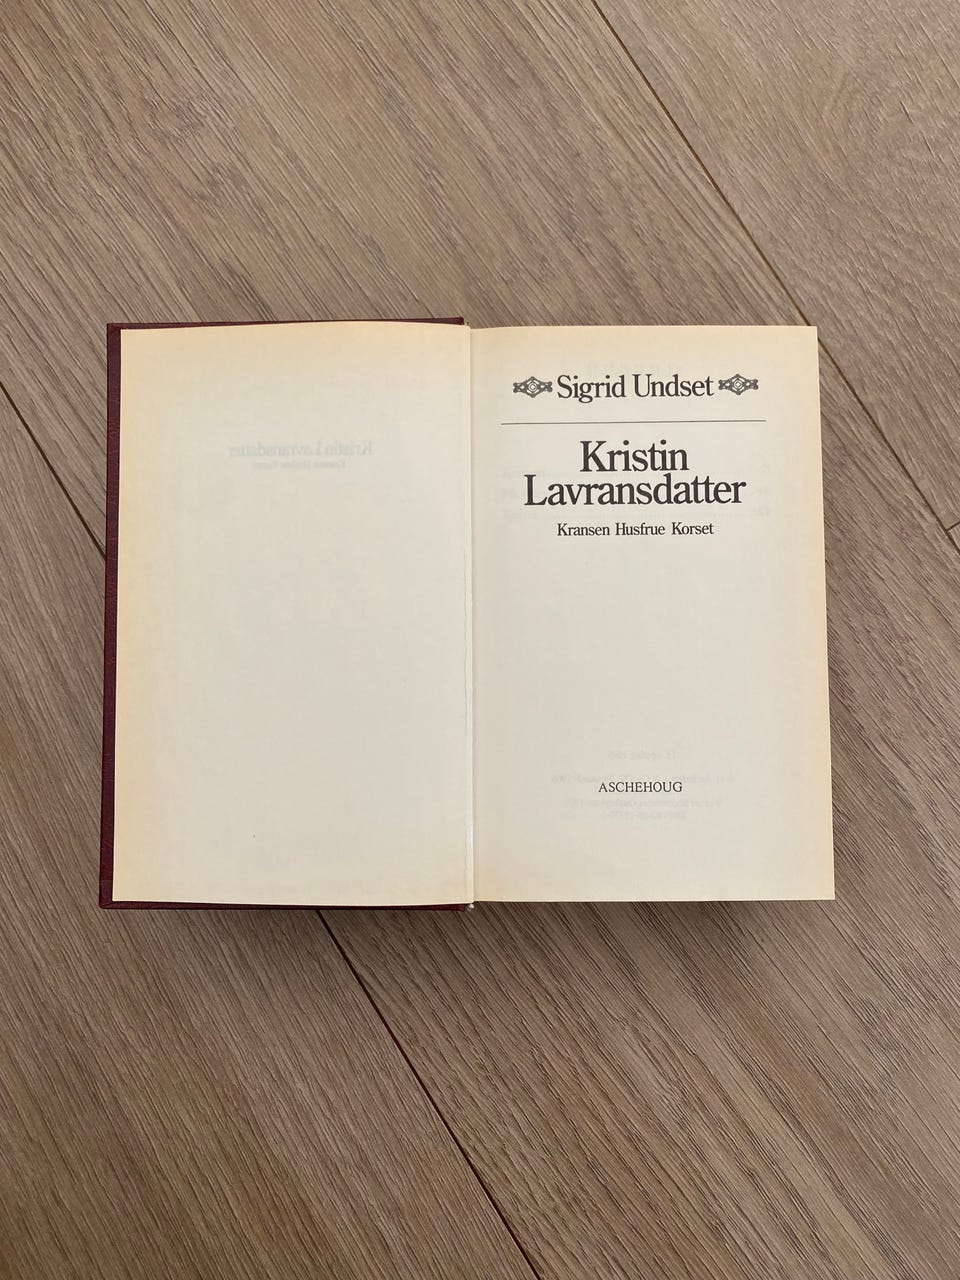 Sigrid Undset
Kristin
Lavransdatter
Kransen Husfrue Korset
ASCHEHOUG